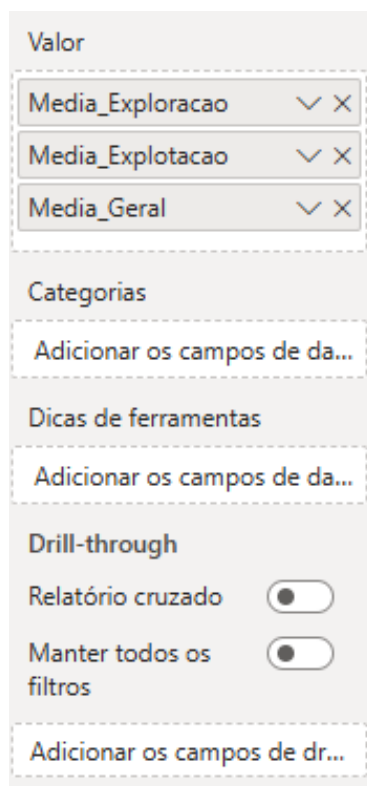 Valor
Media_Exploracao
Media_Explotacao
Media_Geral
Categorias
Adicionar os campos de da...
Dicas de ferramentas
Adicionar os campos de da...
Drill-through
Relatório cruzado
Manter todos os
filtros
Adicionar os campos de dr...